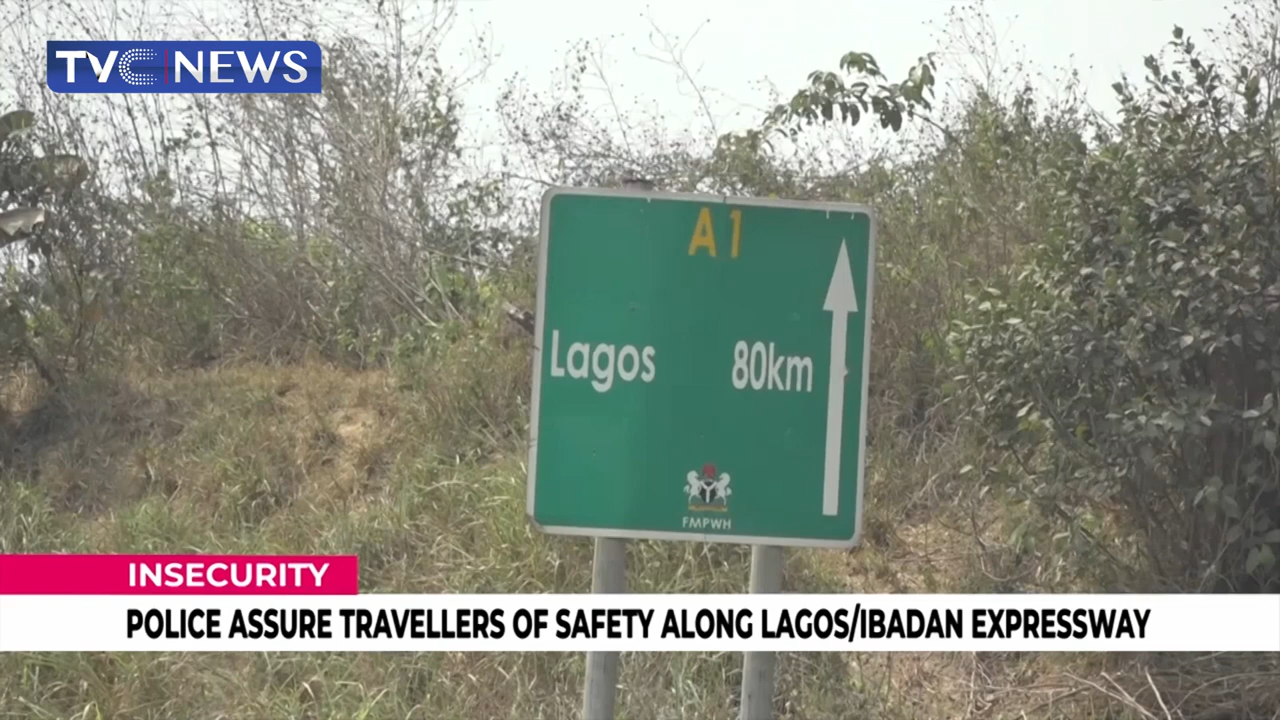 TVC NEWS
A1
Lagos 80km
FMPWH
INSECURITY
POLICE ASSURE TRAVELLERS OF SAFETY ALONG LAGOS/IBADAN EXPRESSWAY